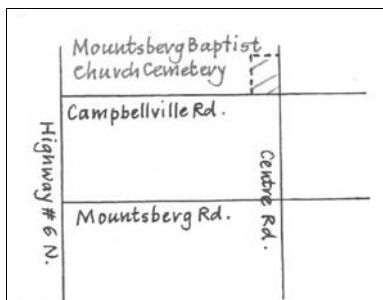 Mountsberg Baptist
Church Cemetery
Campbellville Rd.
Highway # 6 N.
Centre Rd.
Mountsberg Rd.